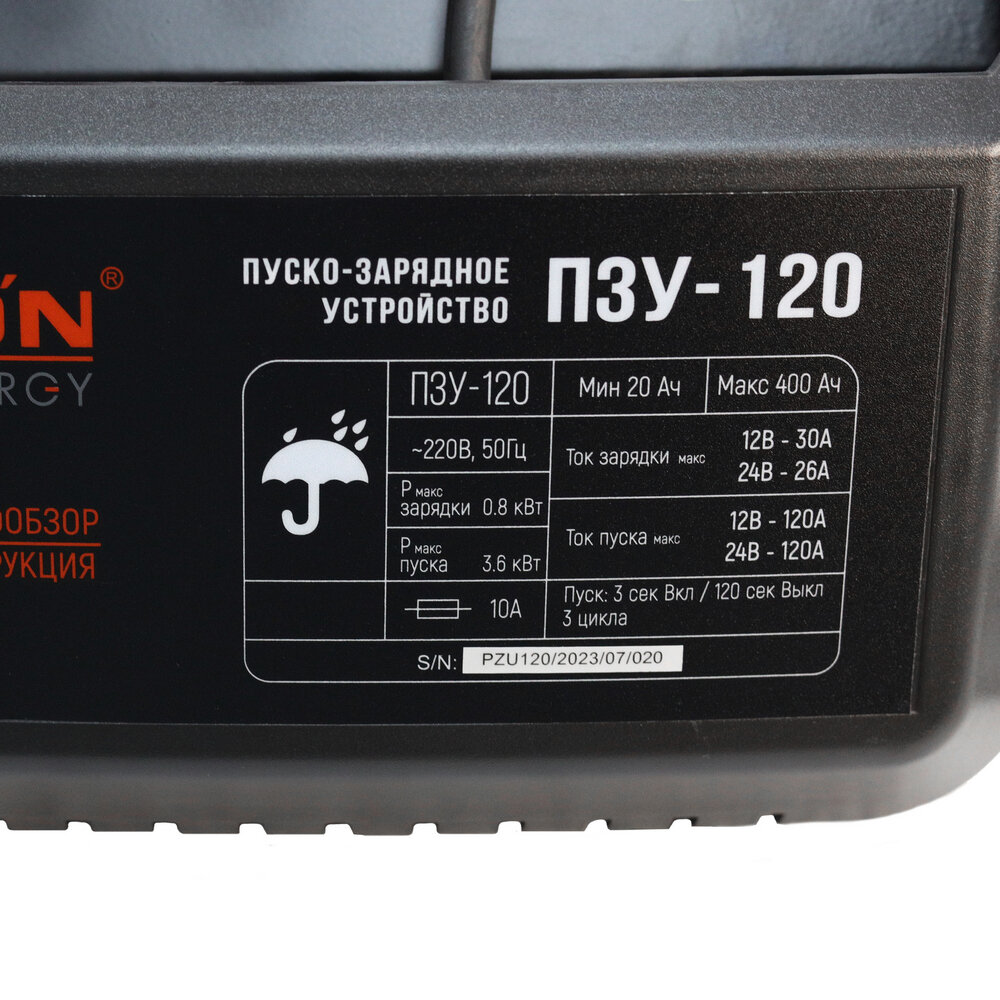 ПУСКО-ЗАРЯДНОЕ
УСТРОЙСТВО
ПЗУ-120
®
ПЗУ-120
Мин 20 Ач
Макс 400 Ач
~220В, 50Гц
Ток зарядки макс
12В - 30А
24В - 26А
P макс
зарядки 0.8 кВт
Ток пуска макс
12В - 120А
24В - 120А
P макс
пуска 3.6 кВт
10А
Пуск: 3 сек Вкл / 120 сек Выкл
3 цикла
S/N: PZU120/2023/07/020